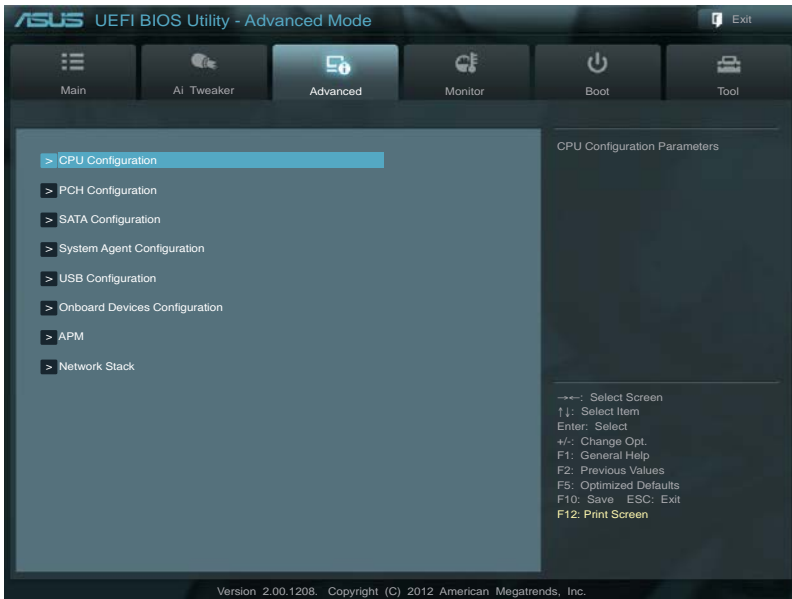 ASUS UEFI BIOS Utility - Advanced Mode
Exit
Main
Ai Tweaker
Advanced
Monitor
Boot
Tool
> CPU Configuration
> PCH Configuration
> SATA Configuration
> System Agent Configuration
> USB Configuration
> Onboard Devices Configuration
> APM
> Network Stack
CPU Configuration Parameters
→←: Select Screen
↑↓: Select Item
Enter: Select
+/-: Change Opt.
F1: General Help
F2: Previous Values
F5: Optimized Defaults
F10: Save ESC: Exit
F12: Print Screen
Version 2.00.1208. Copyright (C) 2012 American Megatrends, Inc.